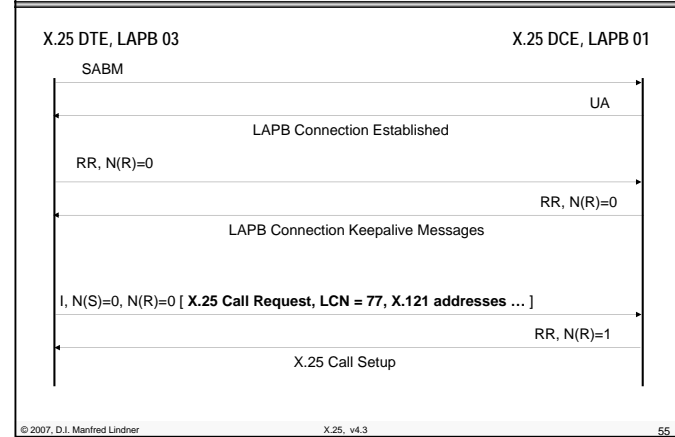 X.25 DTE, LAPB 03
X.25 DCE, LAPB 01
SABM
UA
LAPB Connection Established
RR, N(R)=0
RR, N(R)=0
LAPB Connection Keepalive Messages
I, N(S)=0, N(R)=0 [ X.25 Call Request, LCN = 77, X.121 addresses … ]
RR, N(R)=1
X.25 Call Setup
© 2007, D.I. Manfred Lindner
X.25, v4.3
55